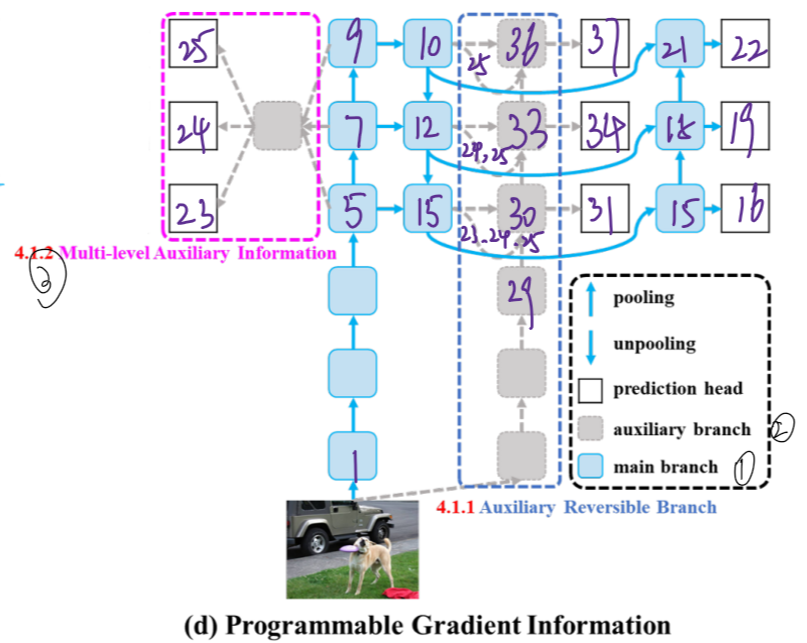 25 9 10 36 37 21 22
25
24 7 12 33 34 18 19
24,25
23 5 15 30 31 15 16
23.24.25
4.1.2 Multi-level Auxiliary Information
③
29
pooling
unpooling
prediction head
auxiliary branch ②
main branch ①
1
4.1.1 Auxiliary Reversible Branch
(d) Programmable Gradient Information